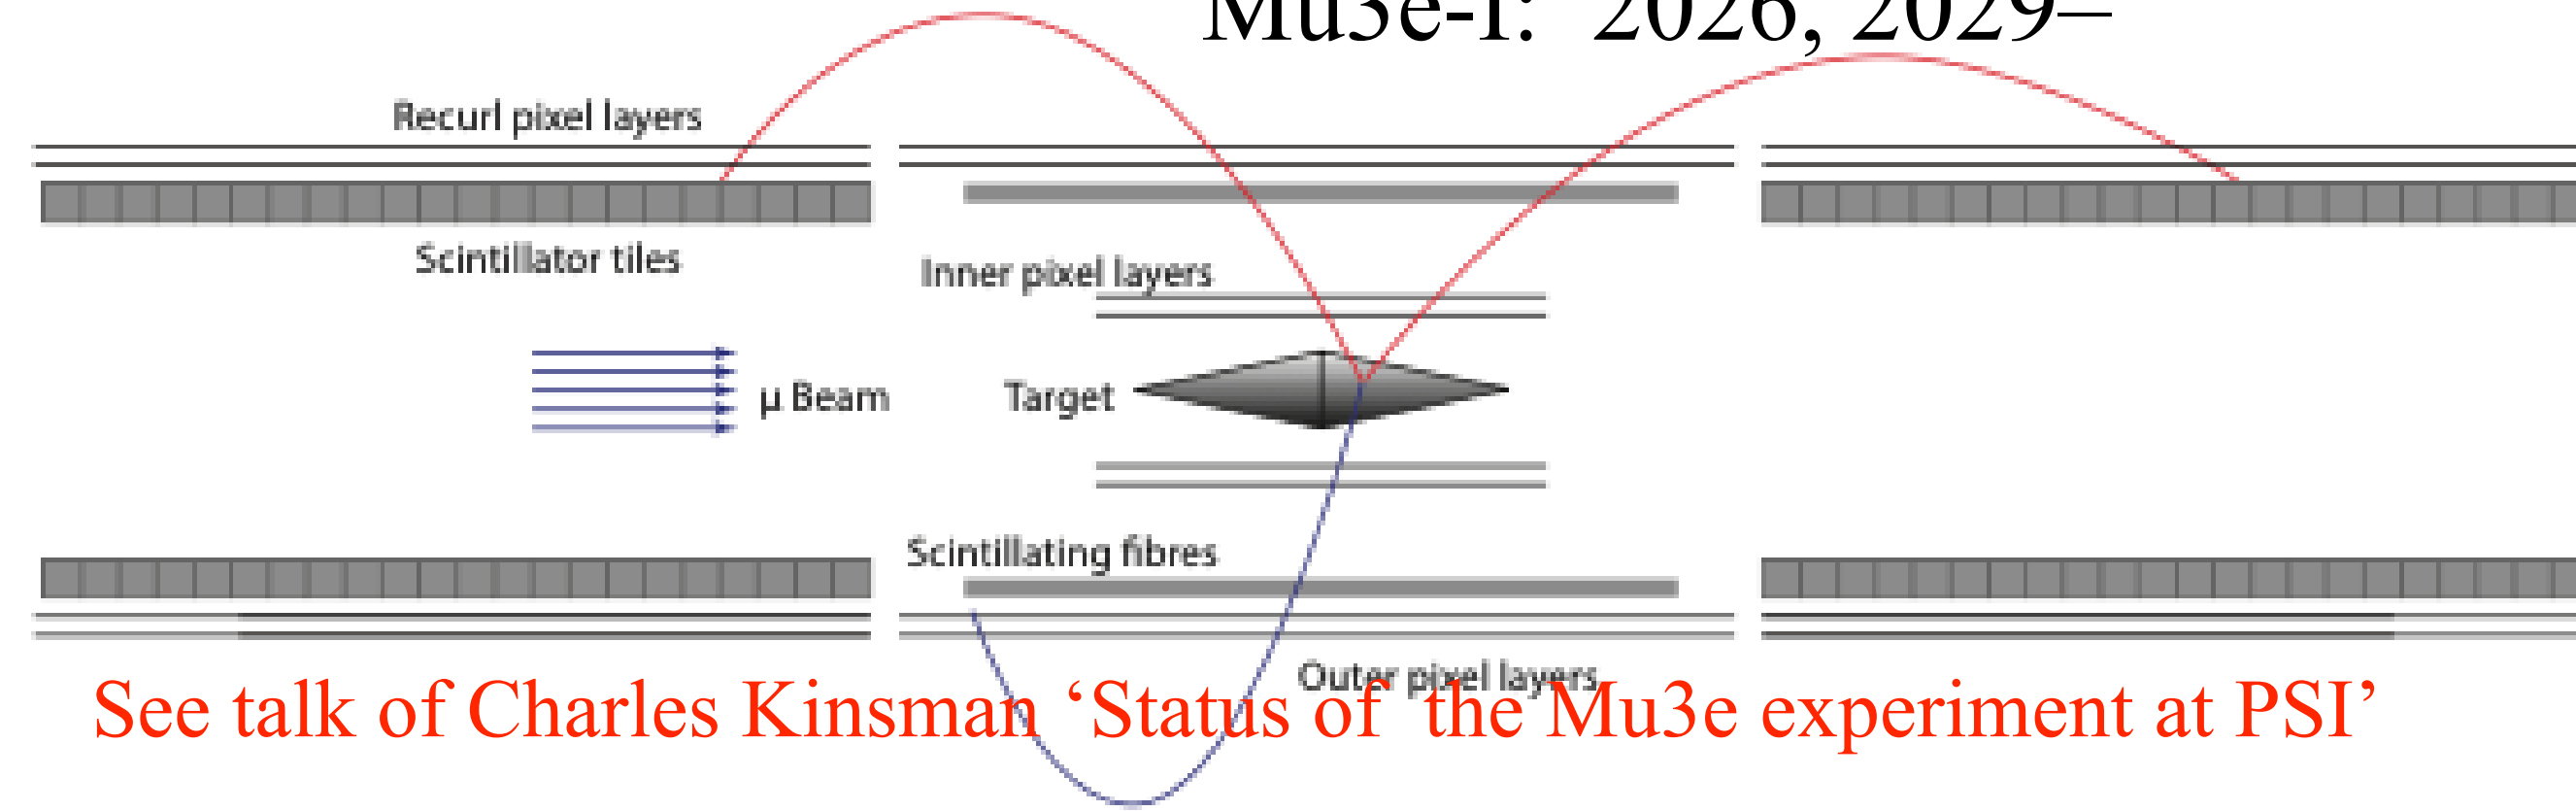 Mu3e-I: 2026, 2029–
Recurl pixel layers
Scintillator tiles
Inner pixel layers
μ Beam
Target
Scintillating fibres
Outer pixel layers
See talk of Charles Kinsman ‘Status of the Mu3e experiment at PSI’